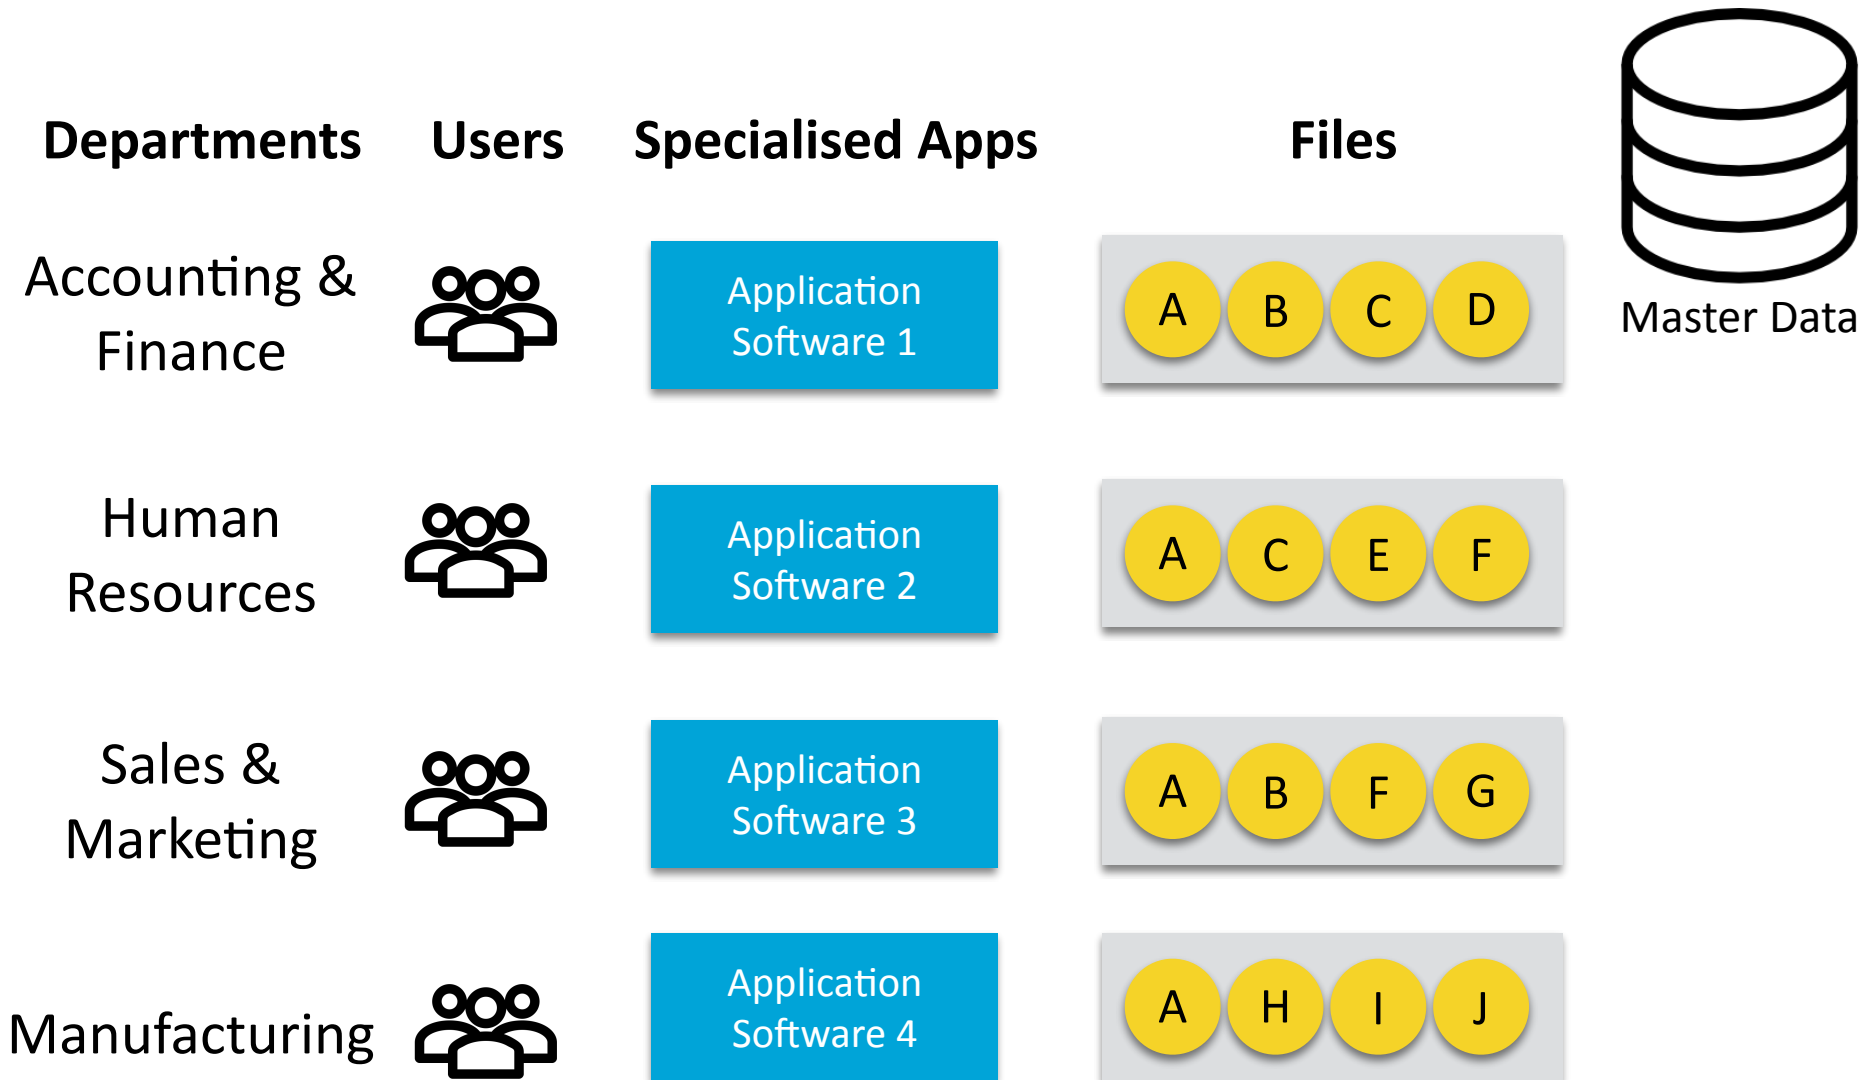 Departments Users Specialised Apps Files
Accounting &
Finance
Application
Software 1
A B C D
Master Data
Human
Resources
Application
Software 2
A C E F
Sales &
Marketing
Application
Software 3
A B F G
Manufacturing
Application
Software 4
A H I J